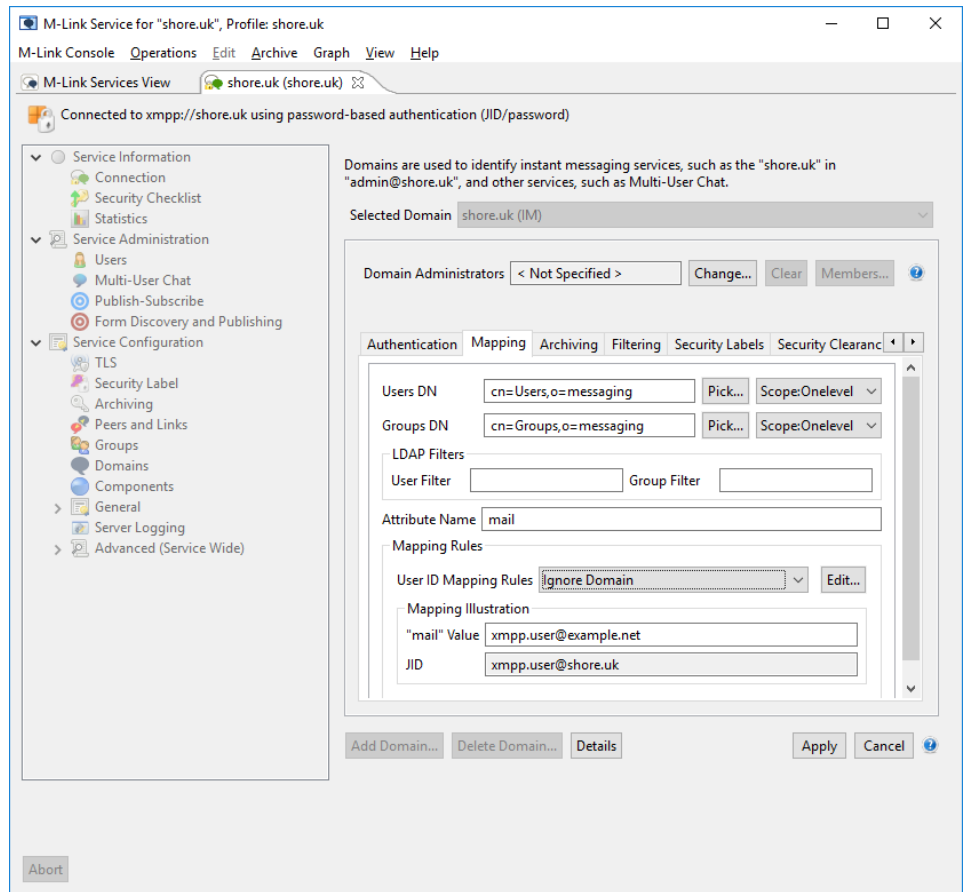 M-Link Service for "shore.uk", Profile: shore.uk
M-Link Console Operations Edit Archive Graph View Help
M-Link Services View shore.uk (shore.uk)
Connected to xmpp://shore.uk using password-based authentication (JID/password)
Service Information
Connection
Security Checklist
Statistics
Service Administration
Users
Multi-User Chat
Publish-Subscribe
Form Discovery and Publishing
Service Configuration
TLS
Security Label
Archiving
Peers and Links
Groups
Domains
Components
General
Server Logging
Advanced (Service Wide)
Domains are used to identify instant messaging services, such as the "shore.uk" in
"admin@shore.uk", and other services, such as Multi-User Chat.
Selected Domain shore.uk (IM)
Domain Administrators < Not Specified > Change... Clear Members...
Authentication Mapping Archiving Filtering Security Labels Security Clearanc
Users DN cn=Users,o=messaging Pick... Scope:Onelevel
Groups DN cn=Groups,o=messaging Pick... Scope:Onelevel
LDAP Filters
User Filter Group Filter
Attribute Name mail
Mapping Rules
User ID Mapping Rules Ignore Domain Edit...
Mapping Illustration
"mail" Value xmpp.user@example.net
JID xmpp.user@shore.uk
Add Domain... Delete Domain... Details Apply Cancel
Abort